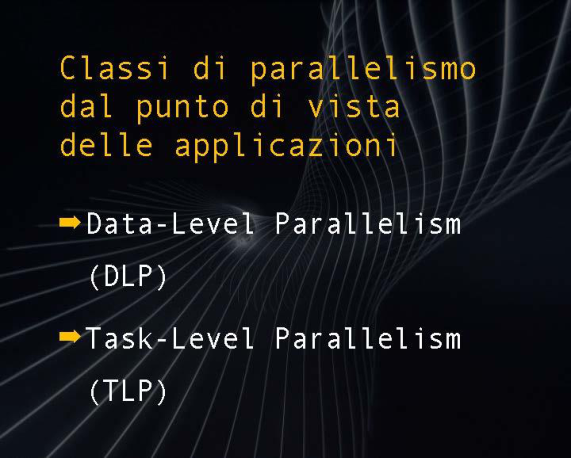 Classi di parallelismo
dal punto di vista
delle applicazioni
➡Data-Level Parallelism
(DLP)
➡Task-Level Parallelism
(TLP)